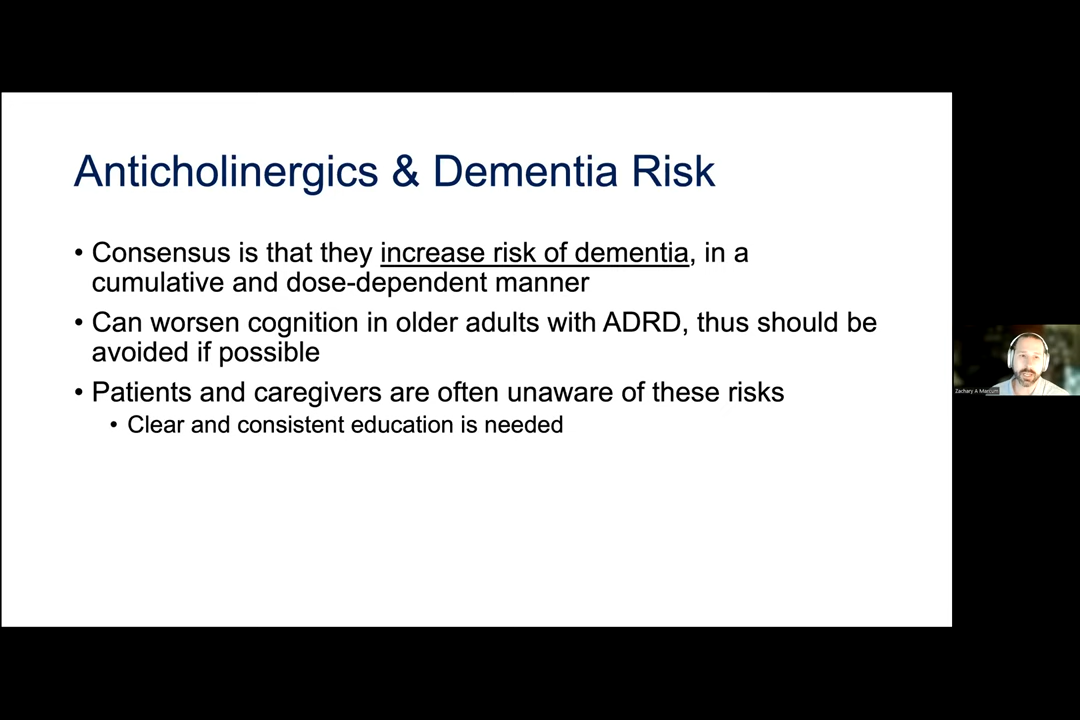 Anticholinergics & Dementia Risk
• Consensus is that they increase risk of dementia, in a
cumulative and dose-dependent manner
• Can worsen cognition in older adults with ADRD, thus should be
avoided if possible
• Patients and caregivers are often unaware of these risks
• Clear and consistent education is needed
Zachary A Marcum